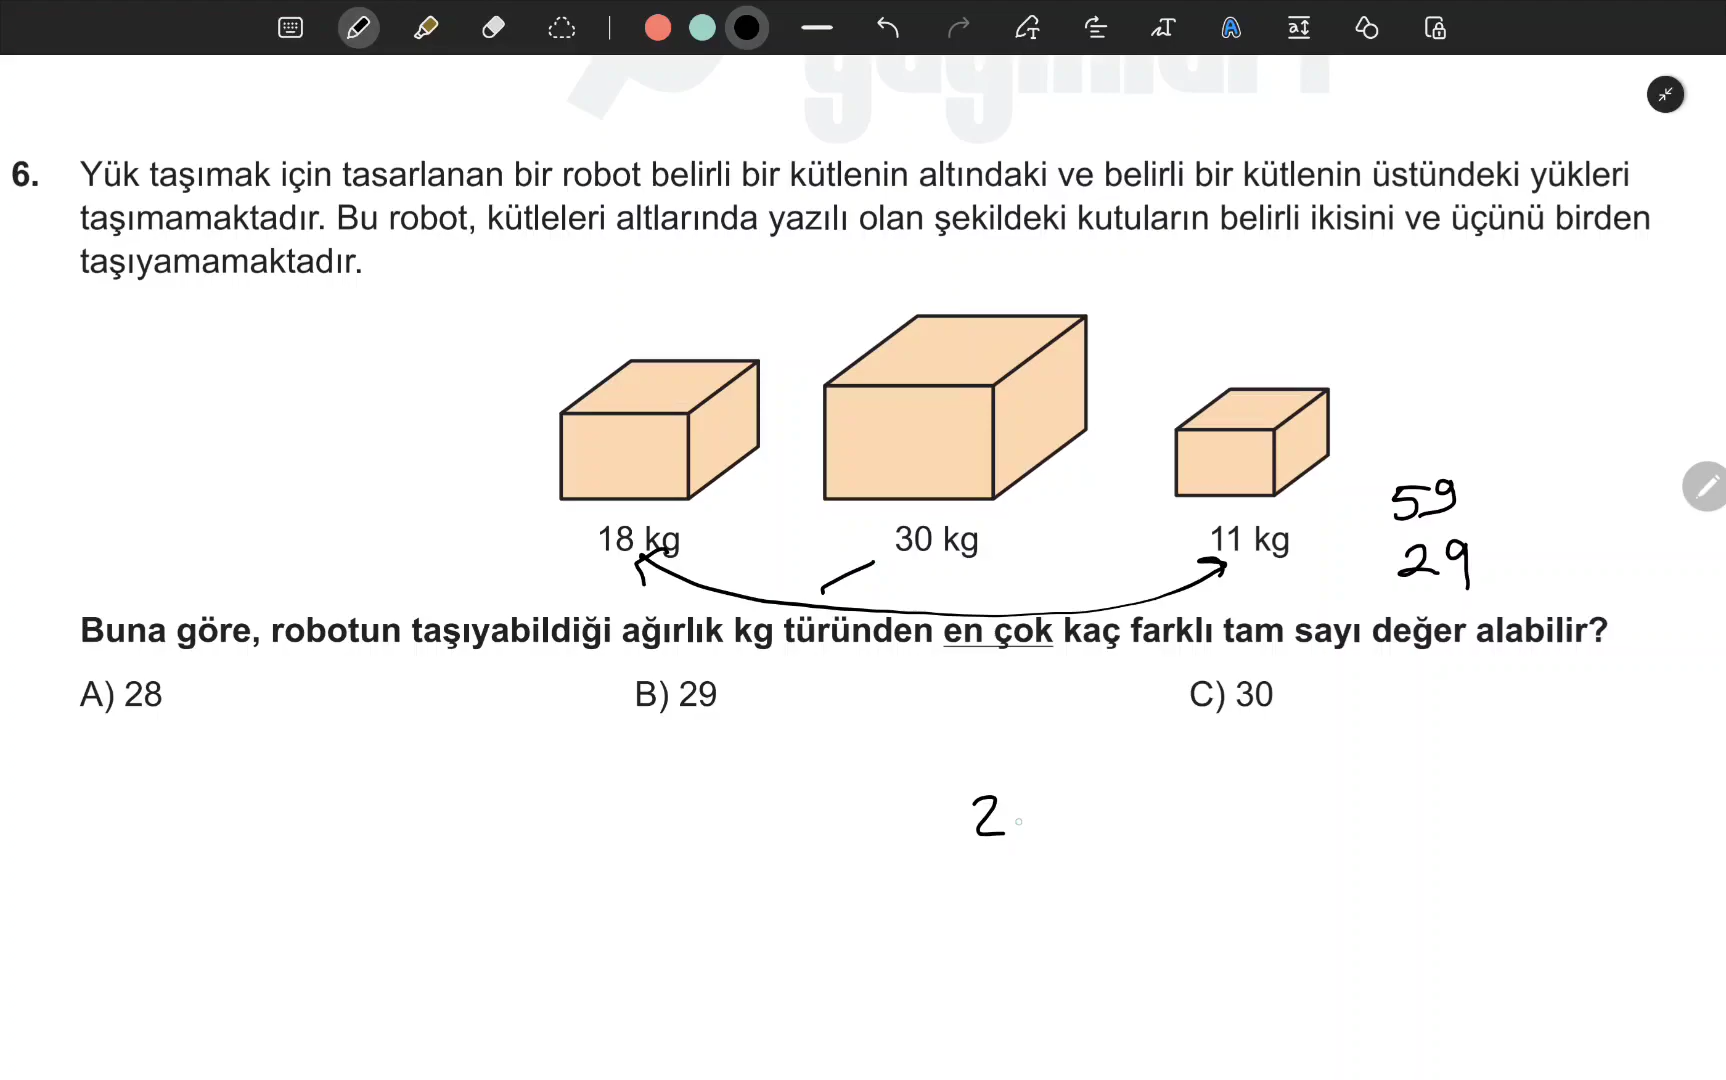 6. Yük taşımak için tasarlanan bir robot belirli bir kütlenin altındaki ve belirli bir kütlenin üstündeki yükleri
taşımamaktadır. Bu robot, kütleleri altlarında yazılı olan şekildeki kutuların belirli ikisini ve üçünü birden
taşıyamamaktadır.
18 kg 30 kg 11 kg
59
29
Buna göre, robotun taşıyabildiği ağırlık kg türünden en çok kaç farklı tam sayı değer alabilir?
A) 28 B) 29 C) 30
2